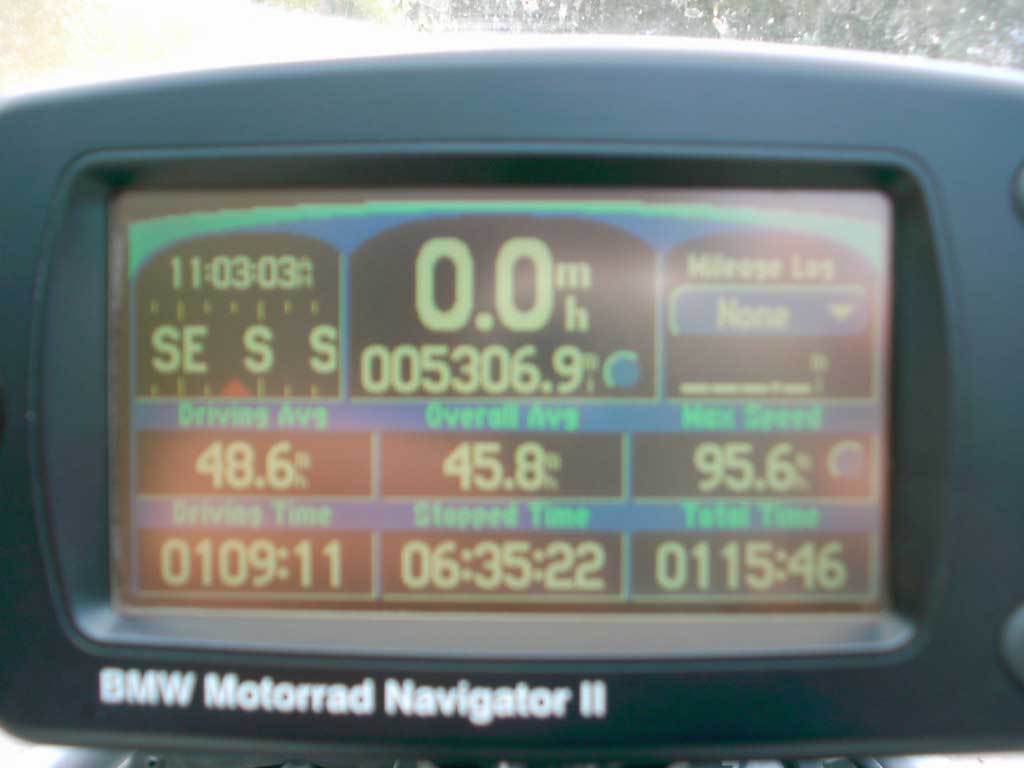 11:03:03
0.0 mh
Mileage Log
None
SE S S
005306.9 mi
Driving Avg Overall Avg Max Speed
48.6 45.8 95.6
Driving Time Stopped Time Total Time
0109:11 06:35:22 0115:46
BMW Motorrad Navigator II